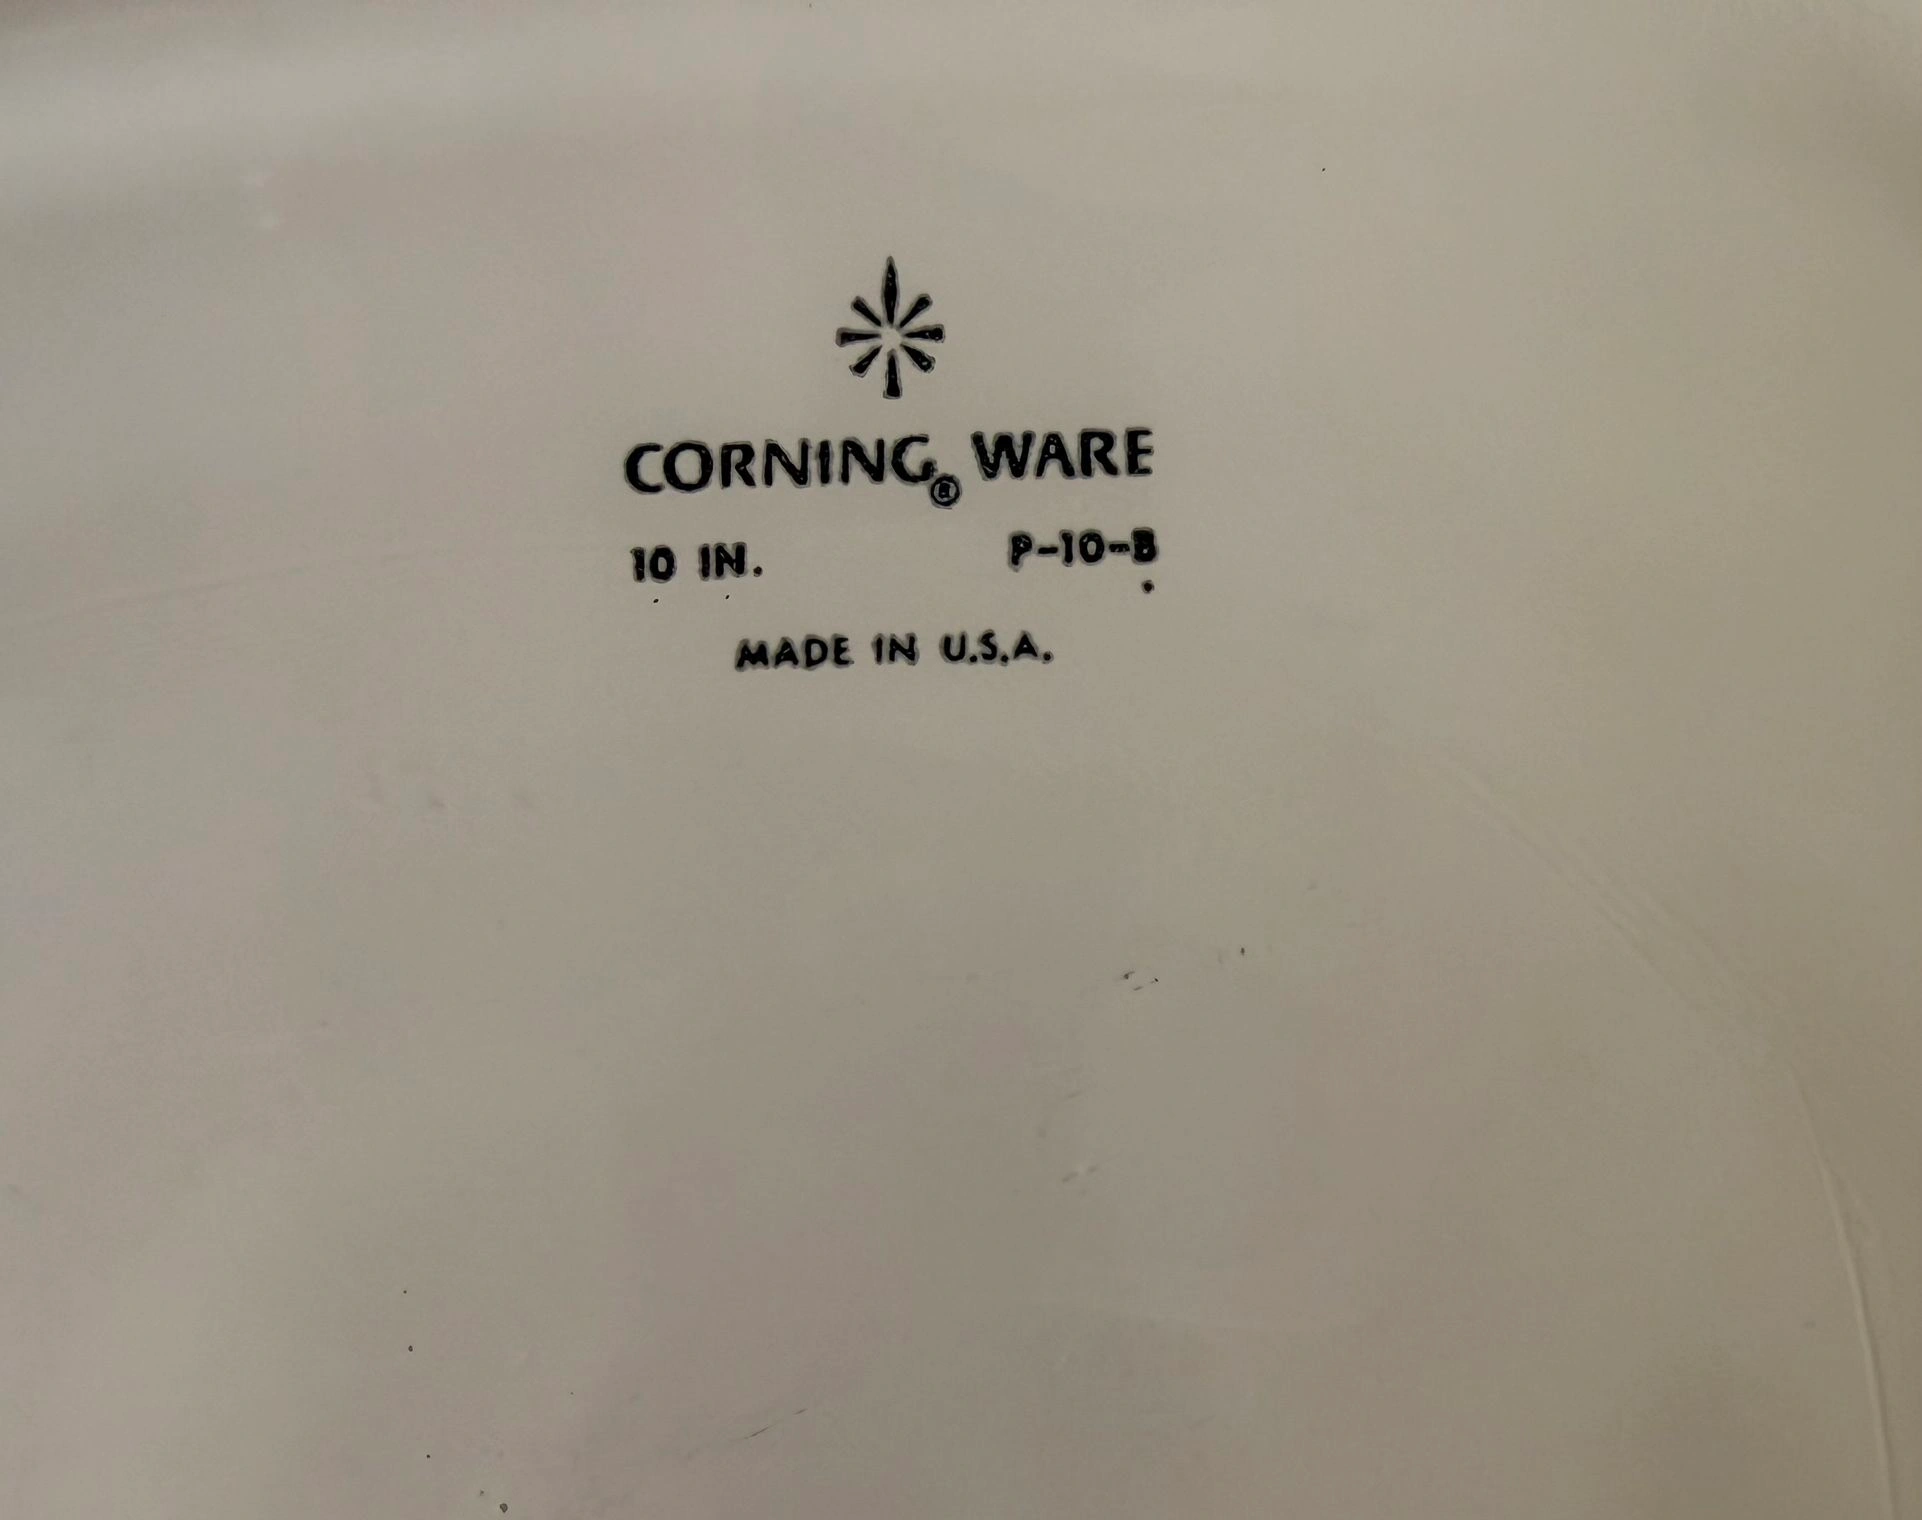 CORNING® WARE
10 IN. P-10-B
MADE IN U.S.A.